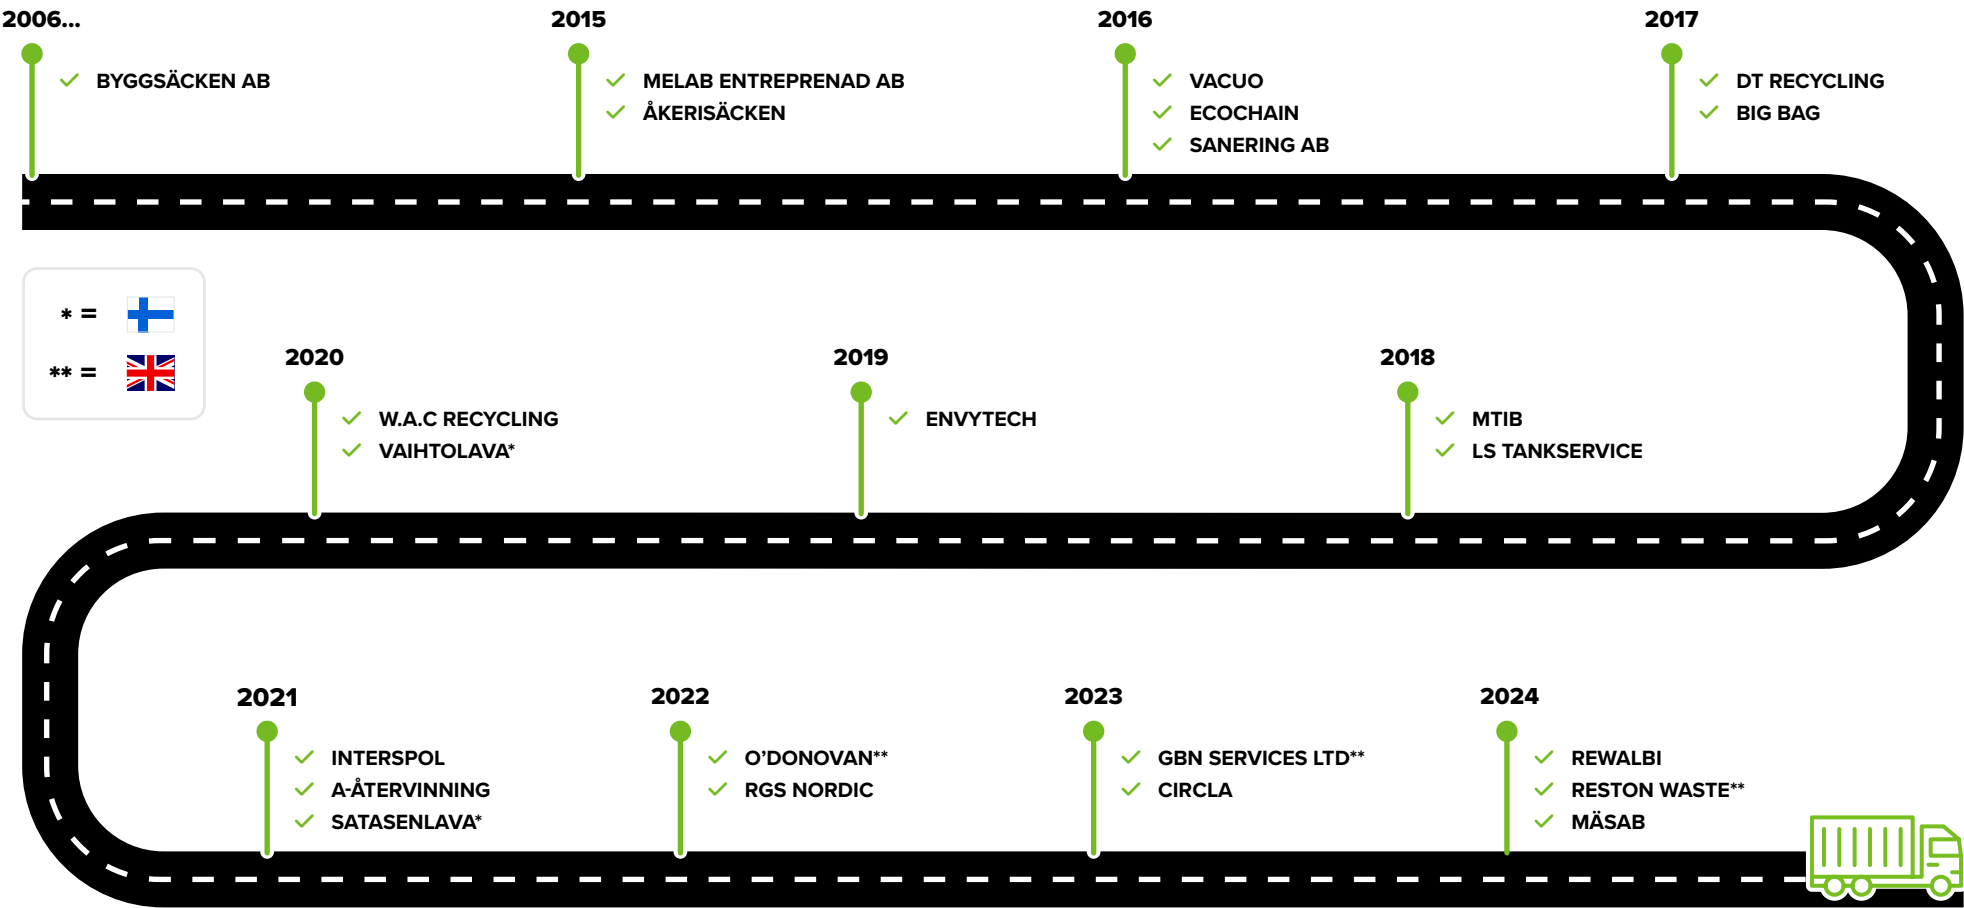 2006...
BYGGSÄCKEN AB
2015
MELAB ENTREPRENAD AB
ÅKERISÄCKEN
2016
VACUO
ECOCHAIN
SANERING AB
2017
DT RECYCLING
BIG BAG
* =
** =
2020
W.A.C RECYCLING
VAIHTOLAVA*
2019
ENVYTECH
2018
MTIB
LS TANKSERVICE
2021
INTERSPOL
A-ÅTERVINNING
SATASENLAVA*
2022
O’DONOVAN**
RGS NORDIC
2023
GBN SERVICES LTD**
CIRCLA
2024
REWALBI
RESTON WASTE**
MÄSAB